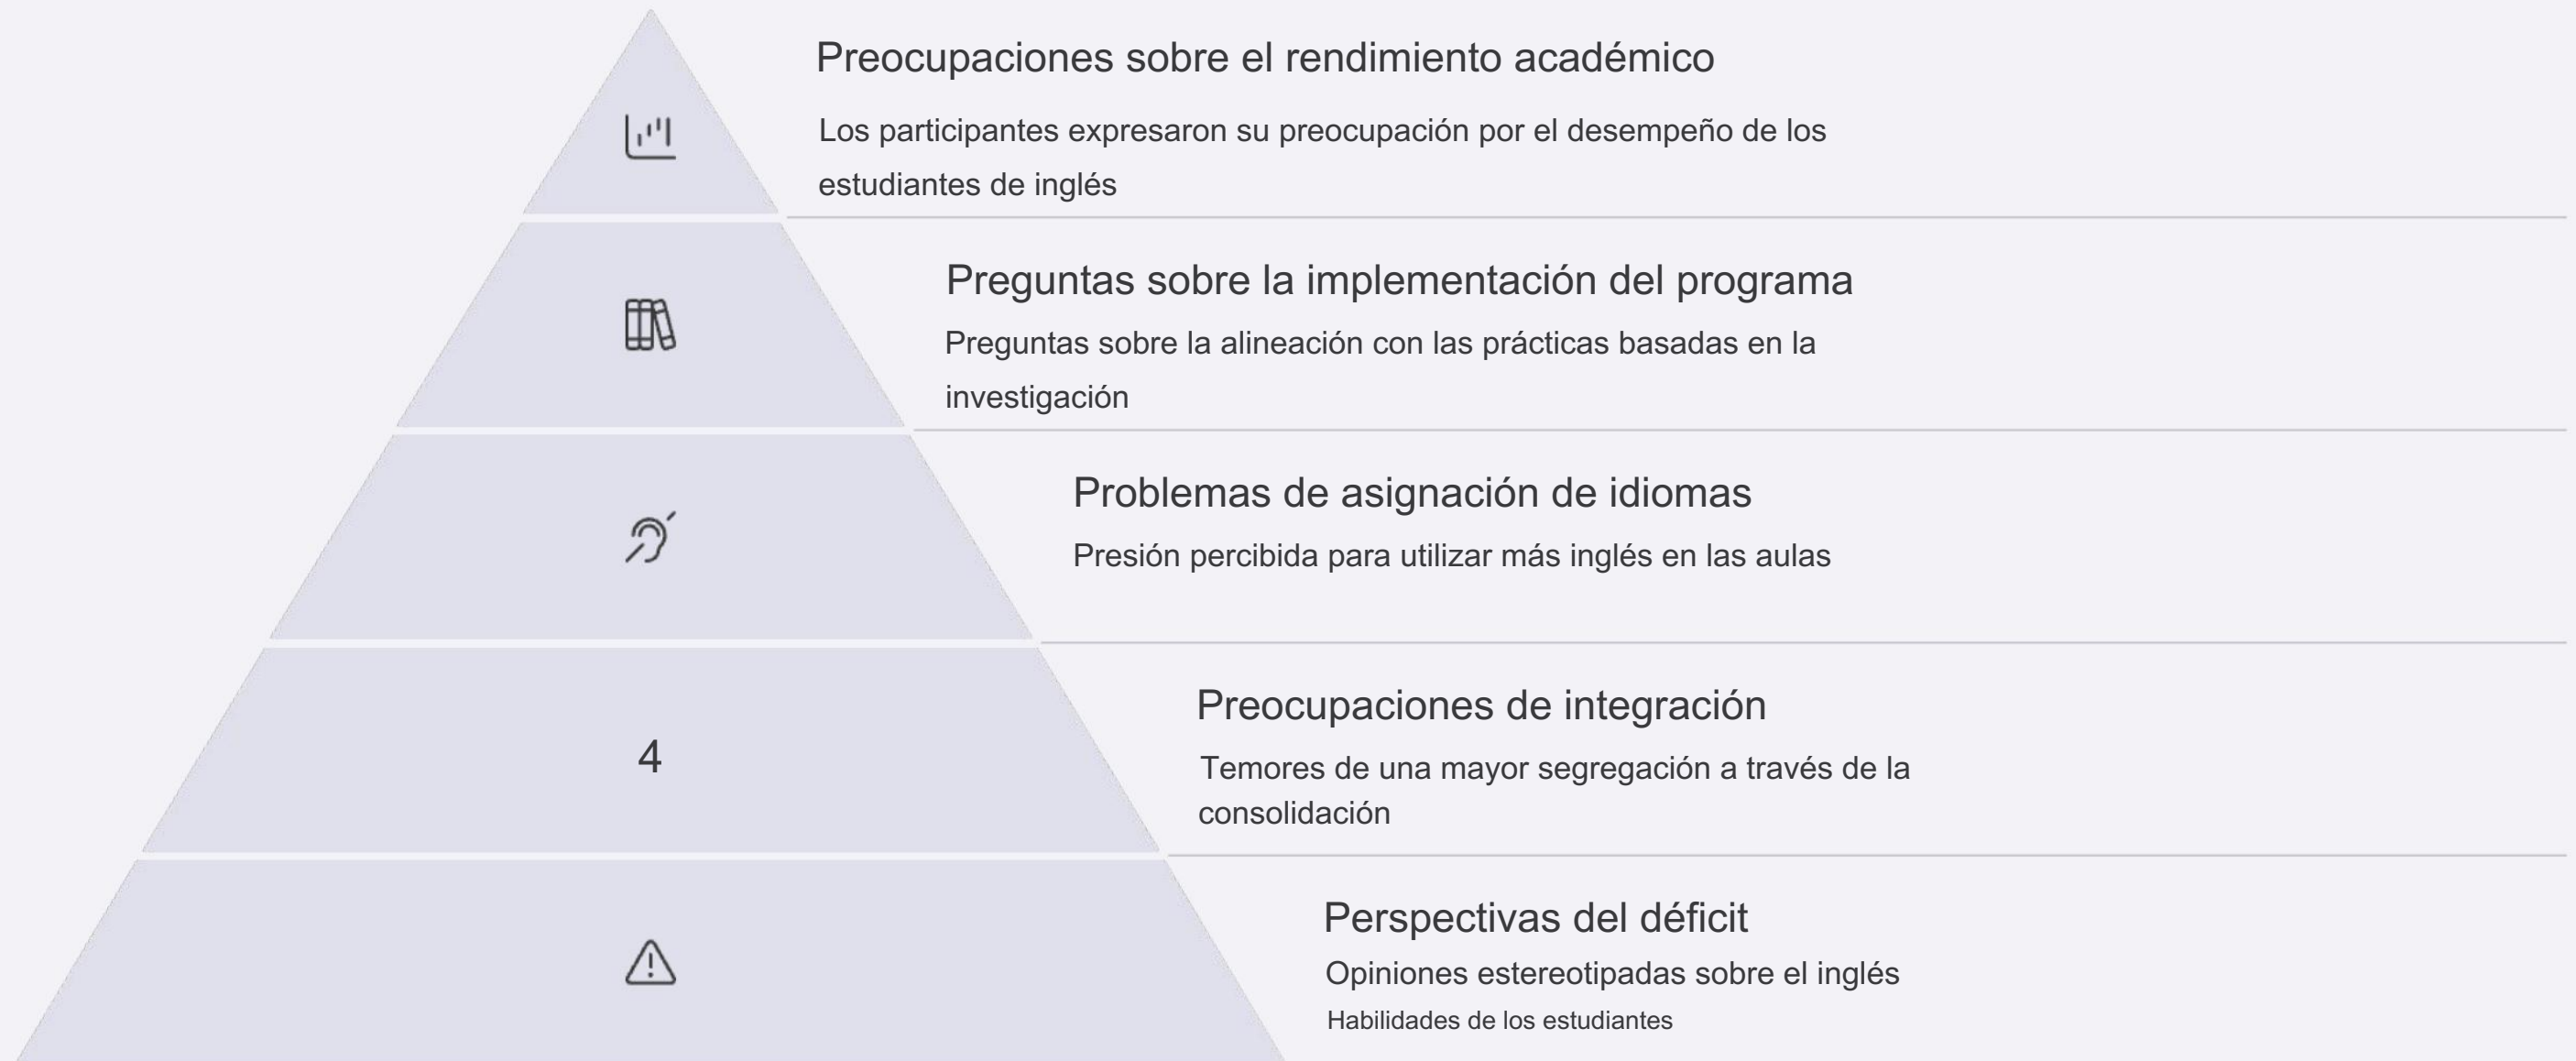 Preocupaciones sobre el rendimiento académico
Los participantes expresaron su preocupación por el desempeño de los
estudiantes de inglés
Preguntas sobre la implementación del programa
Preguntas sobre la alineación con las prácticas basadas en la
investigación
Problemas de asignación de idiomas
Presión percibida para utilizar más inglés en las aulas
4
Preocupaciones de integración
Temores de una mayor segregación a través de la
consolidación
Perspectivas del déficit
Opiniones estereotipadas sobre el inglés
Habilidades de los estudiantes